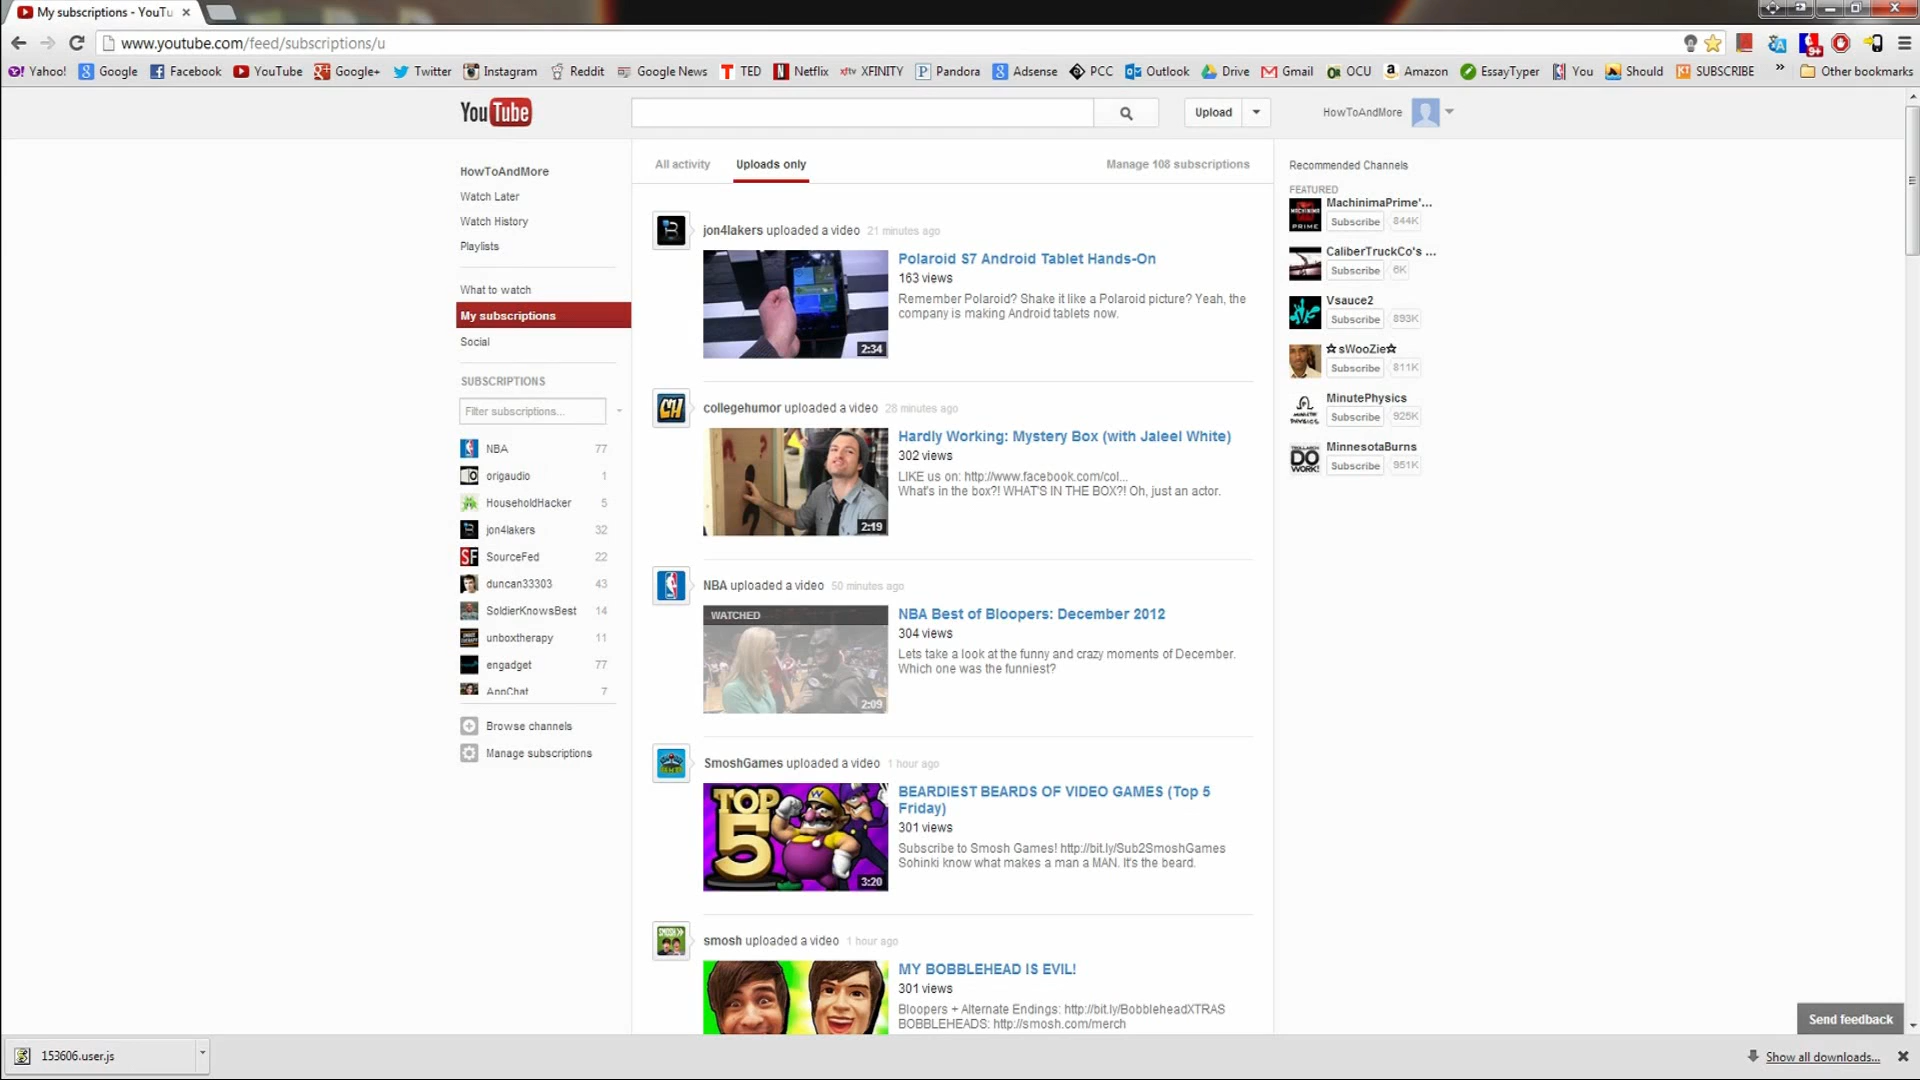 My subscriptions - YouTu
www.youtube.com/feed/subscriptions/u
9+
Yahoo! Google Facebook YouTube Google+ Twitter Instagram Reddit Google News TED Netflix XFINITY Pandora Adsense PCC Outlook Drive Gmail OCU Amazon EssayTyper You Should SUBSCRIBE » Other bookmarks
YouTube
Upload
HowToAndMore
HowToAndMore
Watch Later
Watch History
Playlists
What to watch
My subscriptions
Social
SUBSCRIPTIONS
Filter subscriptions...
NBA 77
origaudio 1
HouseholdHacker 5
jon4lakers 32
SourceFed 22
duncan33303 43
SoldierKnowsBest 14
unboxtherapy 11
engadget 77
AppChat 7
Browse channels
Manage subscriptions
All activity
Uploads only
Manage 108 subscriptions
jon4lakers uploaded a video 21 minutes ago
2:34
Polaroid S7 Android Tablet Hands-On
163 views
Remember Polaroid? Shake it like a Polaroid picture? Yeah, the
company is making Android tablets now.
CH
collegehumor uploaded a video 28 minutes ago
2:19
Hardly Working: Mystery Box (with Jaleel White)
302 views
LIKE us on: http://www.facebook.com/col...
What's in the box?! WHAT'S IN THE BOX?! Oh, just an actor.
NBA uploaded a video 50 minutes ago
WATCHED
2:09
NBA Best of Bloopers: December 2012
304 views
Lets take a look at the funny and crazy moments of December.
Which one was the funniest?
SmoshGames uploaded a video 1 hour ago
TOP
5
3:20
BEARDIEST BEARDS OF VIDEO GAMES (Top 5
Friday)
301 views
Subscribe to Smosh Games! http://bit.ly/Sub2SmoshGames
Sohinki know what makes a man a MAN. It's the beard.
smosh uploaded a video 1 hour ago
MY BOBBLEHEAD IS EVIL!
301 views
Bloopers + Alternate Endings: http://bit.ly/BobbleheadXTRAS
BOBBLEHEADS: http://smosh.com/merch
Recommended Channels
FEATURED
MachinimaPrime'...
Subscribe 844K
CaliberTruckCo's ...
Subscribe 6K
Vsauce2
Subscribe 893K
☆sWooZie☆
Subscribe 811K
MinutePhysics
Subscribe 925K
MinnesotaBurns
Subscribe 951K
Send feedback
153606.user.js
Show all downloads...